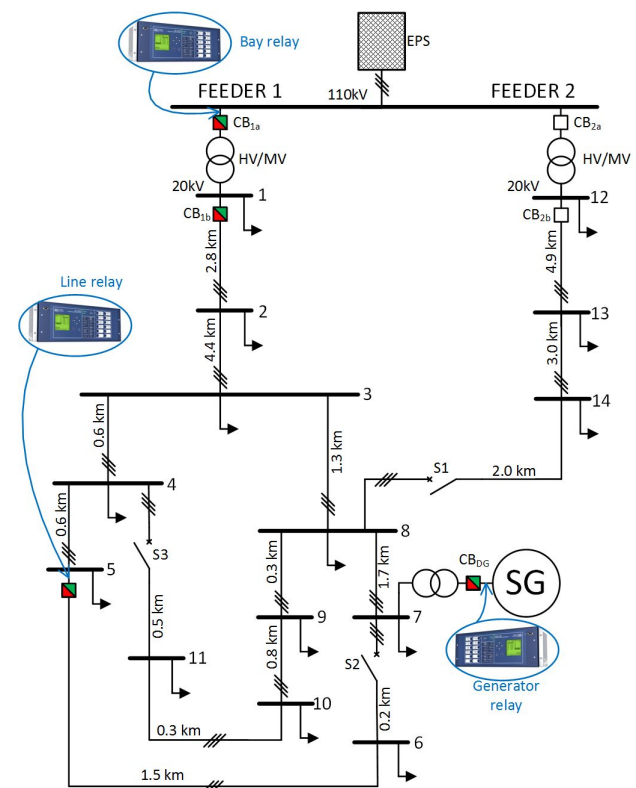 Bay relay
EPS
FEEDER 1
110kV
FEEDER 2
CB1a
CB2a
HV/MV
HV/MV
20kV
1
20kV
12
CB1b
CB2b
2.8 km
4.9 km
Line relay
2
13
4.4 km
3.0 km
3
14
0.6 km
1.3 km
S1
2.0 km
4
0.6 km
8
S3
5
0.3 km
1.7 km
CBDG
SG
0.5 km
9
7
11
0.8 km
S2
Generator
relay
10
0.3 km
0.2 km
6
1.5 km